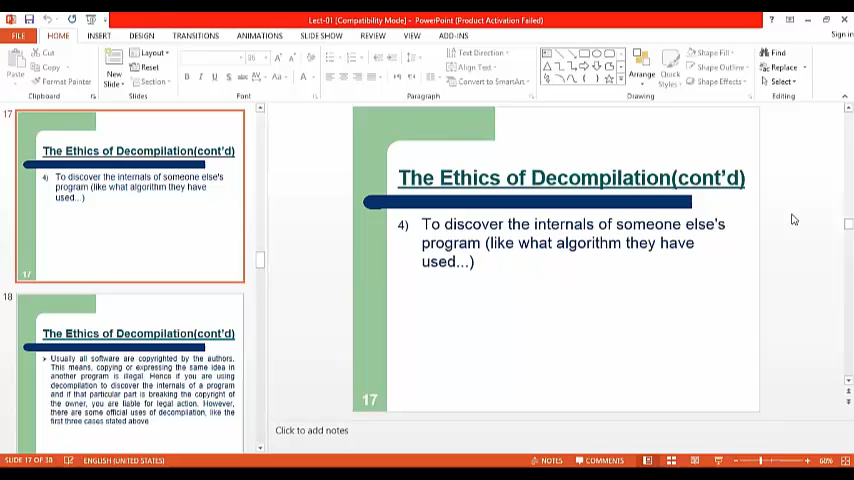 Lect-01 [Compatibility Mode] - PowerPoint (Product Activation Failed)
Sign in
FILE HOME INSERT DESIGN TRANSITIONS ANIMATIONS SLIDE SHOW REVIEW VIEW ADD-INS
Paste
Cut
Copy
Format Painter
Clipboard
New
Slide
Layout
Reset
Section
Slides
Font
Text Direction
Align Text
Convert to SmartArt
Paragraph
Arrange
Quick
Styles
Shape Fill
Shape Outline
Shape Effects
Drawing
Find
Replace
Select
Editing
17
The Ethics of Decompilation(cont'd)
4) To discover the internals of someone else's
program (like what algorithm they have
used...)
17
18
The Ethics of Decompilation(cont'd)
Usually all software are copyrighted by the authors.
This means, copying or expressing the same idea in
another program is illegal. Hence if you are using
decompilation to discover the internals of a program
and if that particular part is breaking the copyright of
the owner, you are liable for legal action. However,
there are some official uses of decompilation, like the
first three cases stated above
The Ethics of Decompilation(cont'd)
4) To discover the internals of someone else's
program (like what algorithm they have
used...)
17
Click to add notes
SLIDE 17 OF 38 ENGLISH (UNITED STATES) NOTES COMMENTS 60%